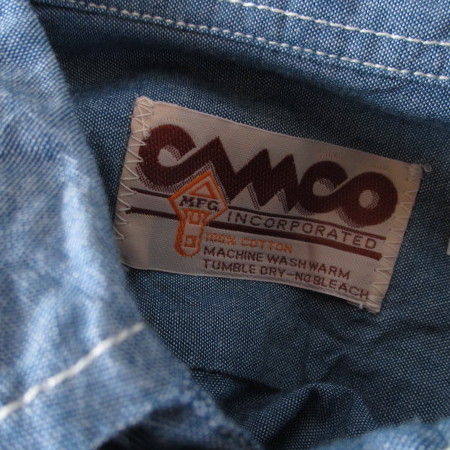 CAMCO
MFG.
INCORPORATED
100% COTTON
MACHINE WASH WARM
TUMBLE DRY-NO BLEACH